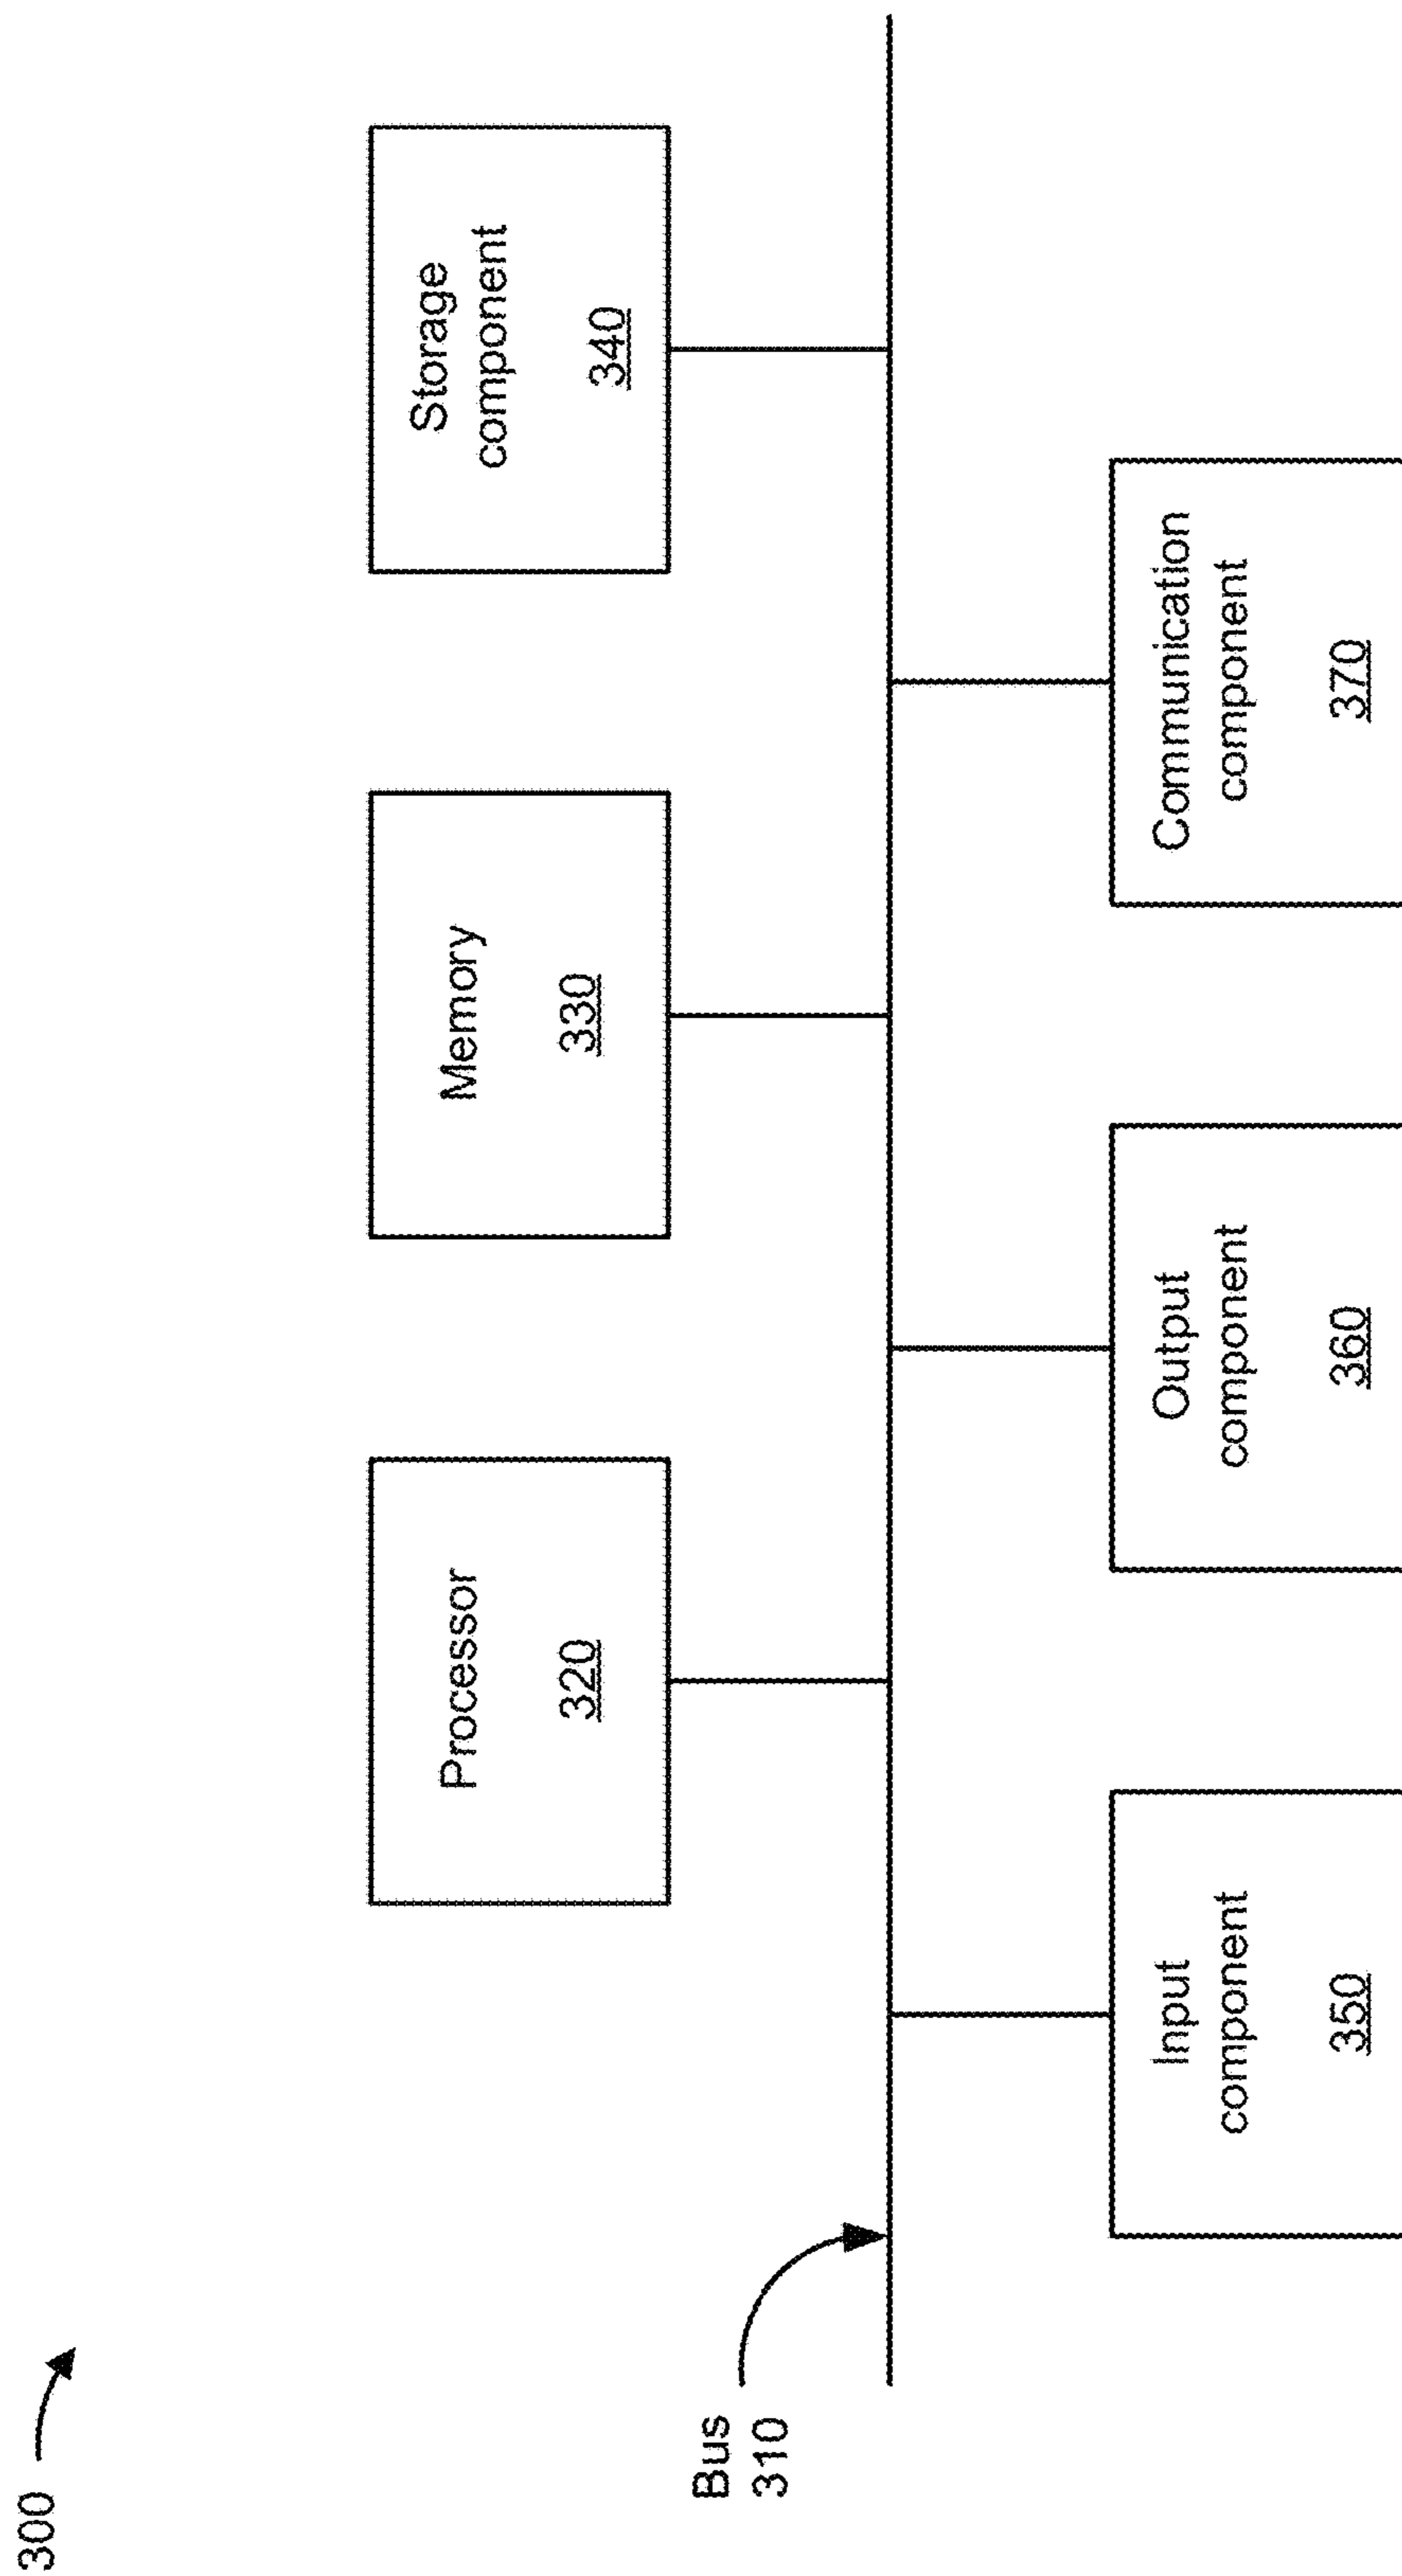 300
Processor
320
Memory
330
Storage
component
340
Bus
310
Input
component
350
Output
component
360
Communication
component
370